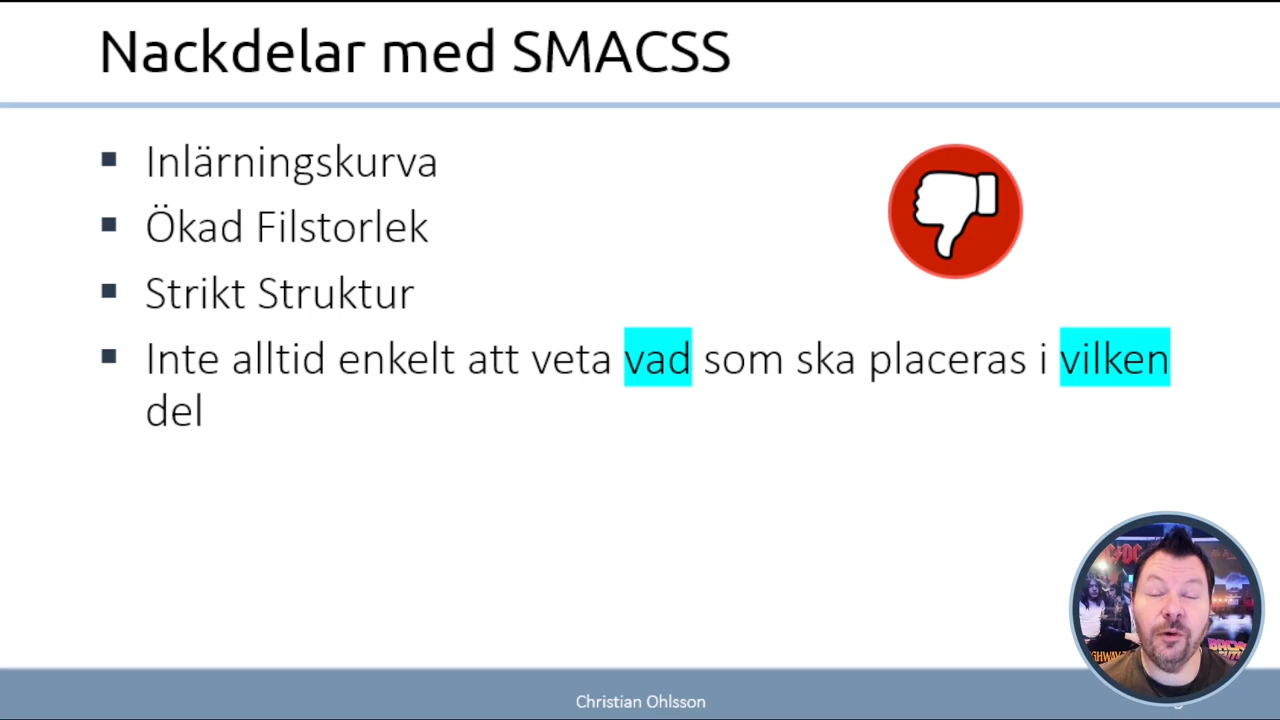 Nackdelar med SMACSS
Inlärningskurva
Ökad Filstorlek
Strikt Struktur
Inte alltid enkelt att veta vad som ska placeras i vilken
del
Christian Ohlsson